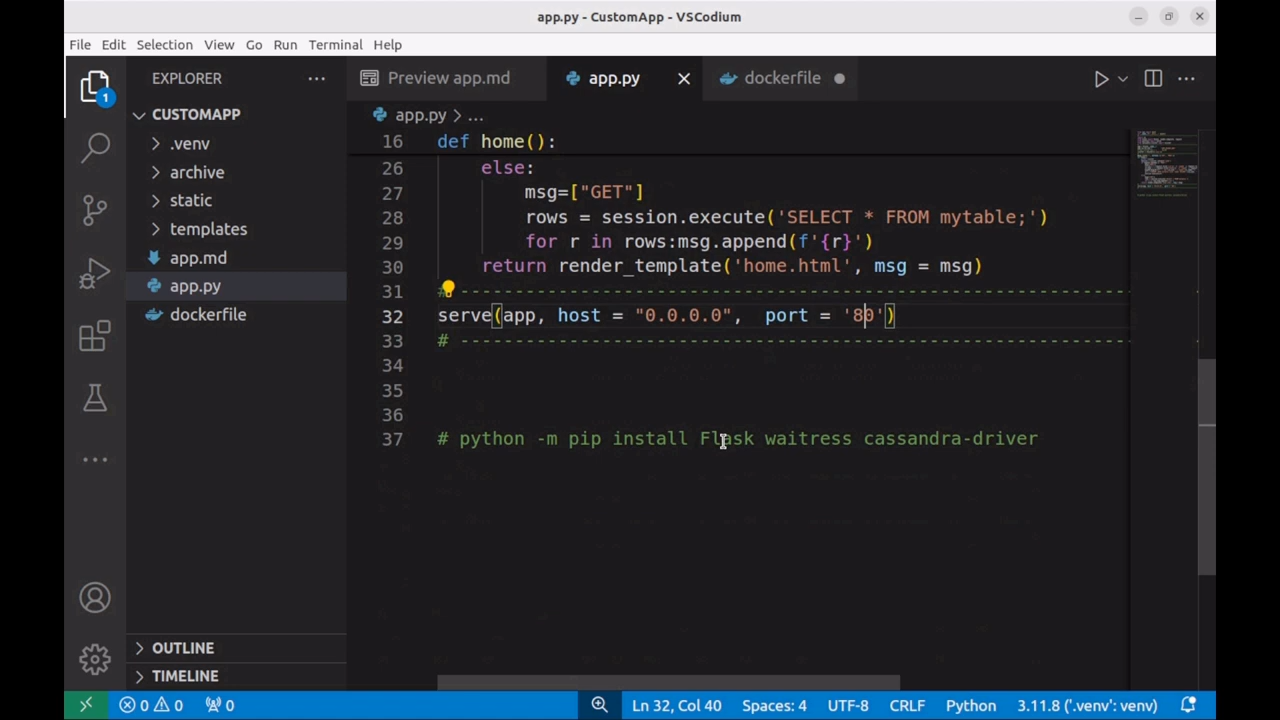 app.py - CustomApp - VSCodium
File Edit Selection View Go Run Terminal Help
EXPLORER
Preview app.md
app.py
dockerfile
1
CUSTOMAPP
.venv
archive
static
templates
app.md
app.py
dockerfile
app.py > ...
16 def home():
26 else:
27 msg=["GET"]
28 rows = session.execute('SELECT * FROM mytable;')
29 for r in rows:msg.append(f'{r}')
30 return render_template('home.html', msg = msg)
31 # ---------------------------------------------------------------
32 serve(app, host = "0.0.0.0",  port = '80')
33 # ---------------------------------------------------------------
34
35
36
37 # python -m pip install Flask waitress cassandra-driver
OUTLINE
TIMELINE
0 0 0 Ln 32, Col 40 Spaces: 4 UTF-8 CRLF Python 3.11.8 ('.venv': venv)